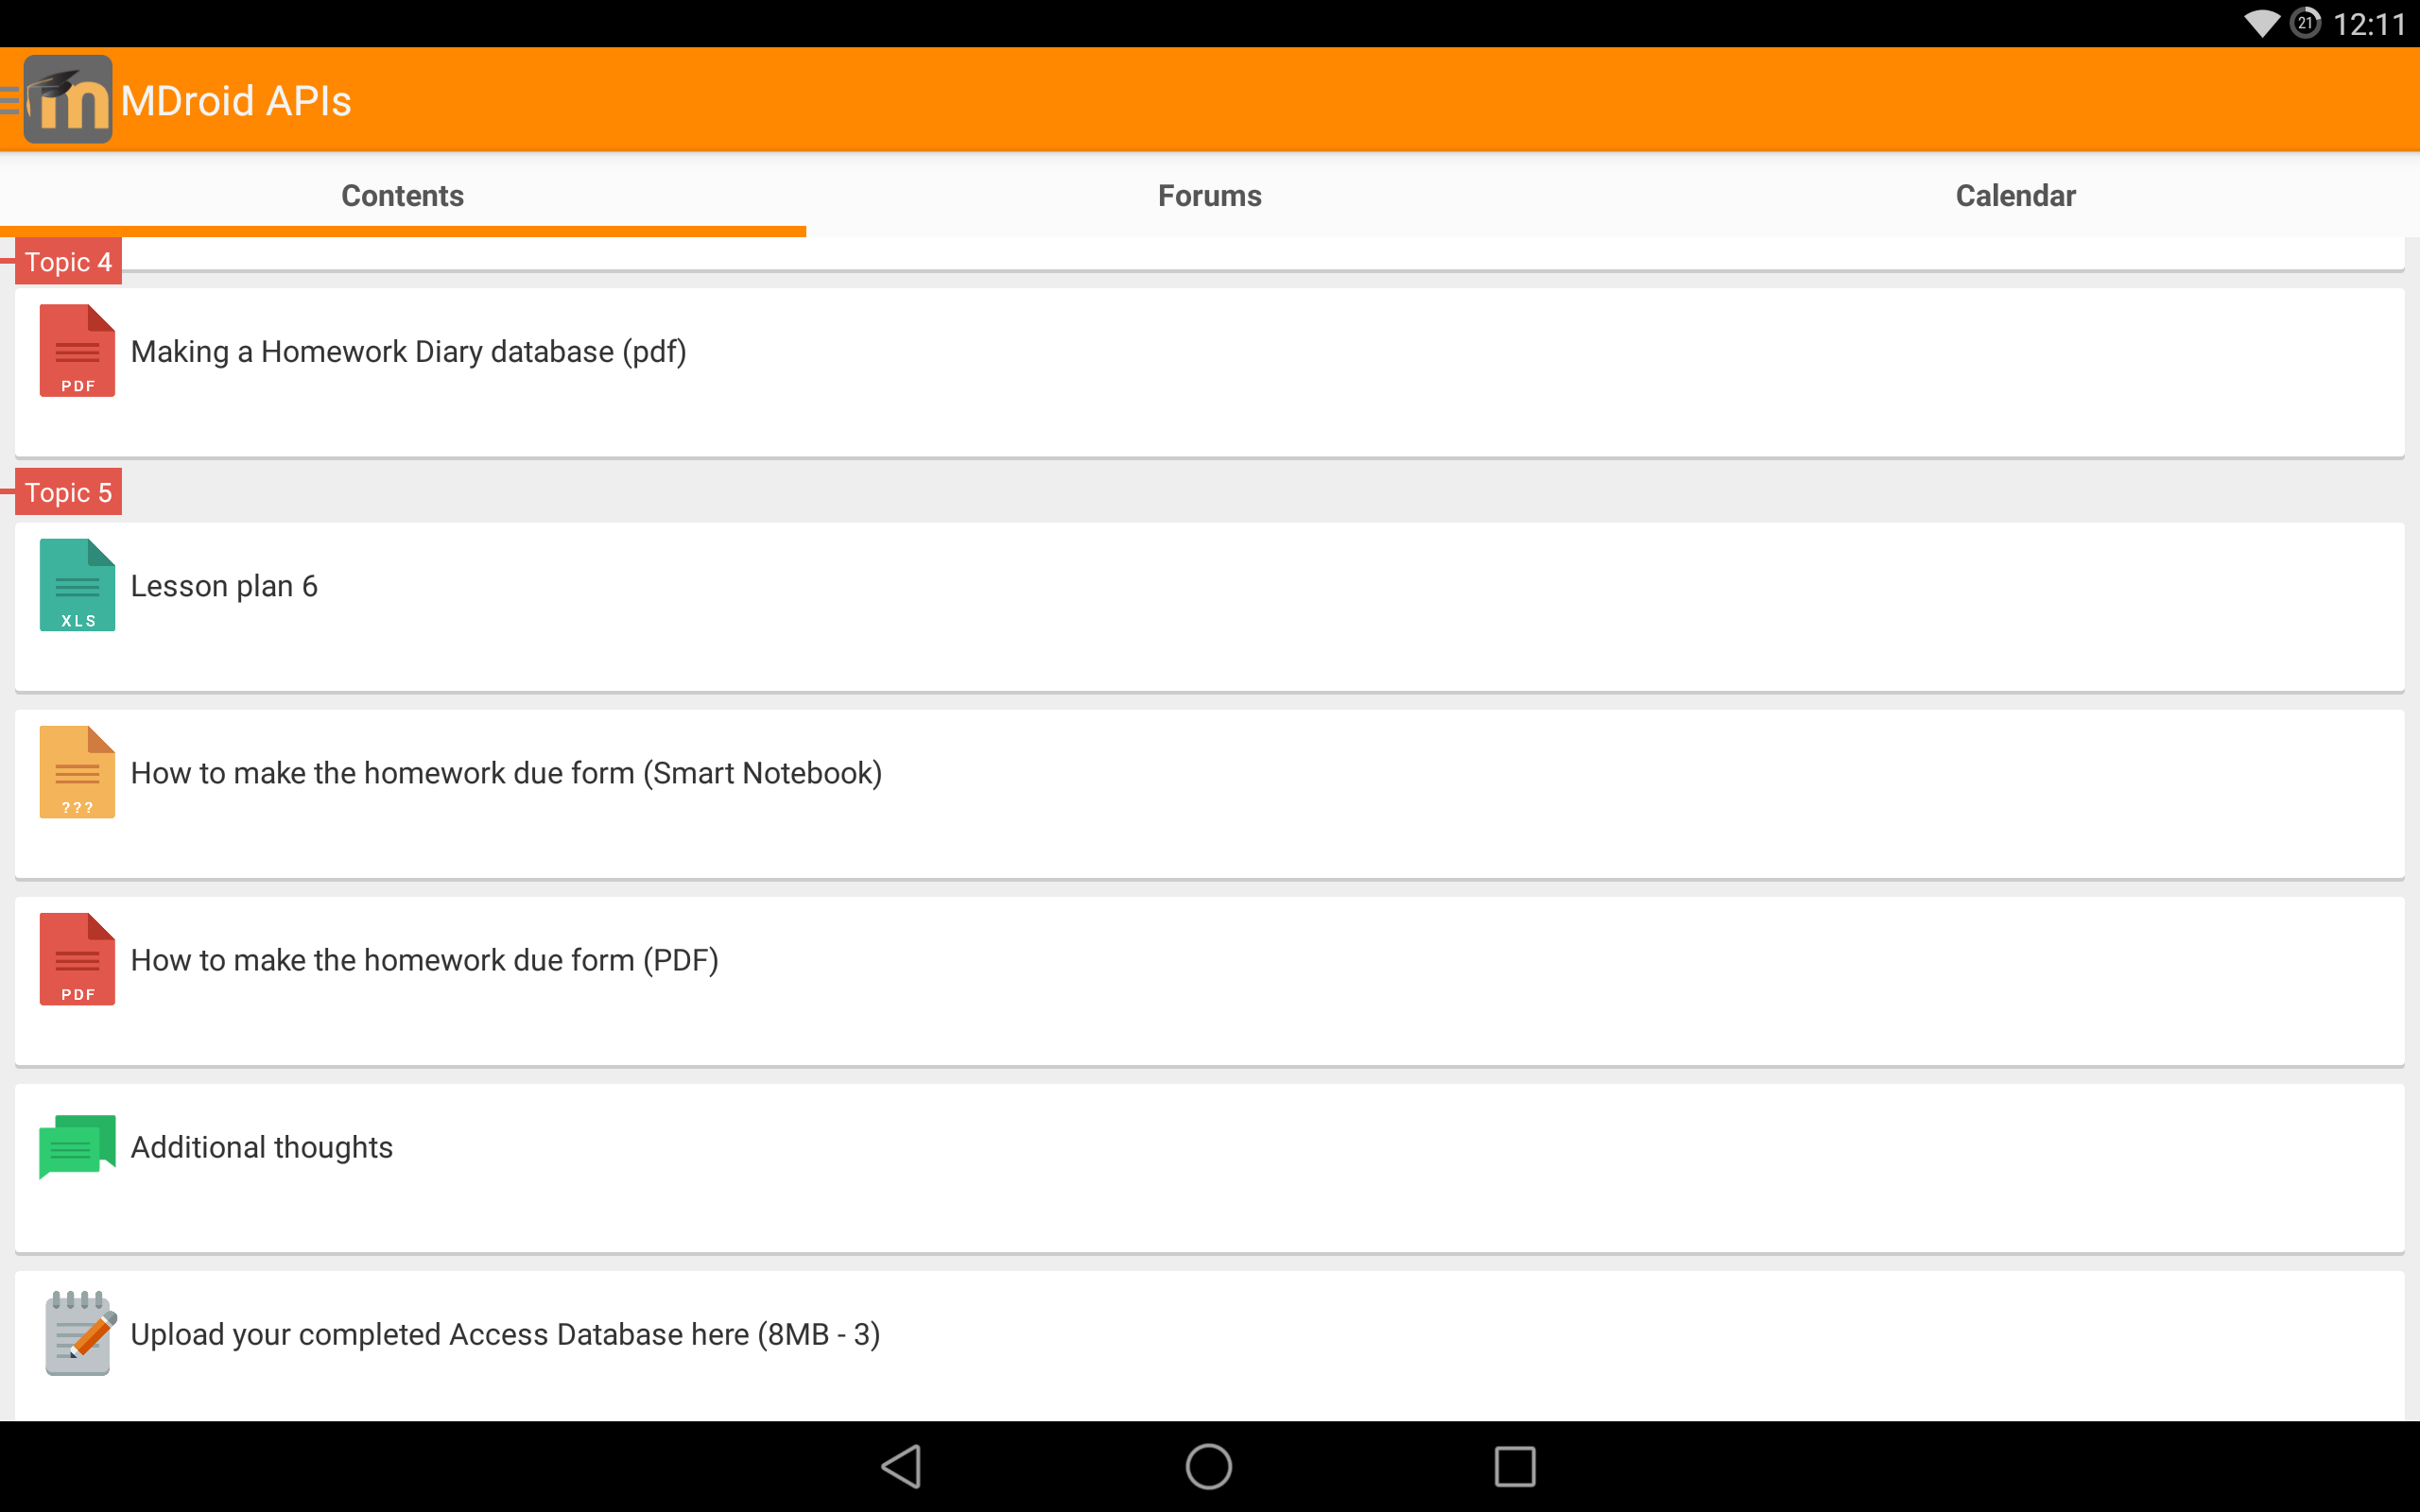 21 12:11
MDroid APIs
Contents Forums Calendar
Topic 4
PDF Making a Homework Diary database (pdf)
Topic 5
XLS Lesson plan 6
??? How to make the homework due form (Smart Notebook)
PDF How to make the homework due form (PDF)
Additional thoughts
Upload your completed Access Database here (8MB - 3)